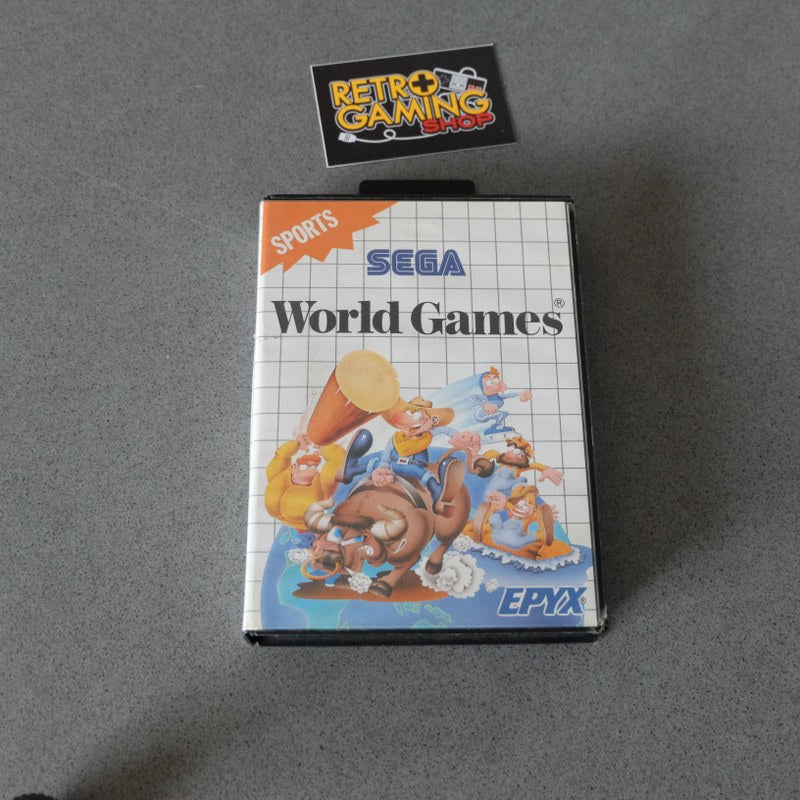 RETRO
GAMING
SHOP
SPORTS
SEGA
World Games®
EPYX®